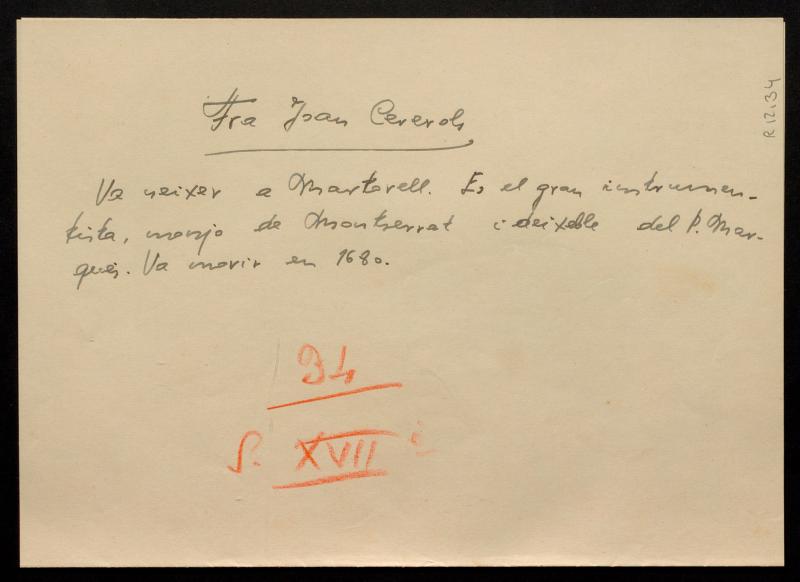 Fra Joan Cererols
Va neixer a Martorell. Es el gran instrumen-
tista, monjo de Montserrat i deixeble del P. Mar-
quès. Va morir en 1680.
34
S. XVII i
R.12.134